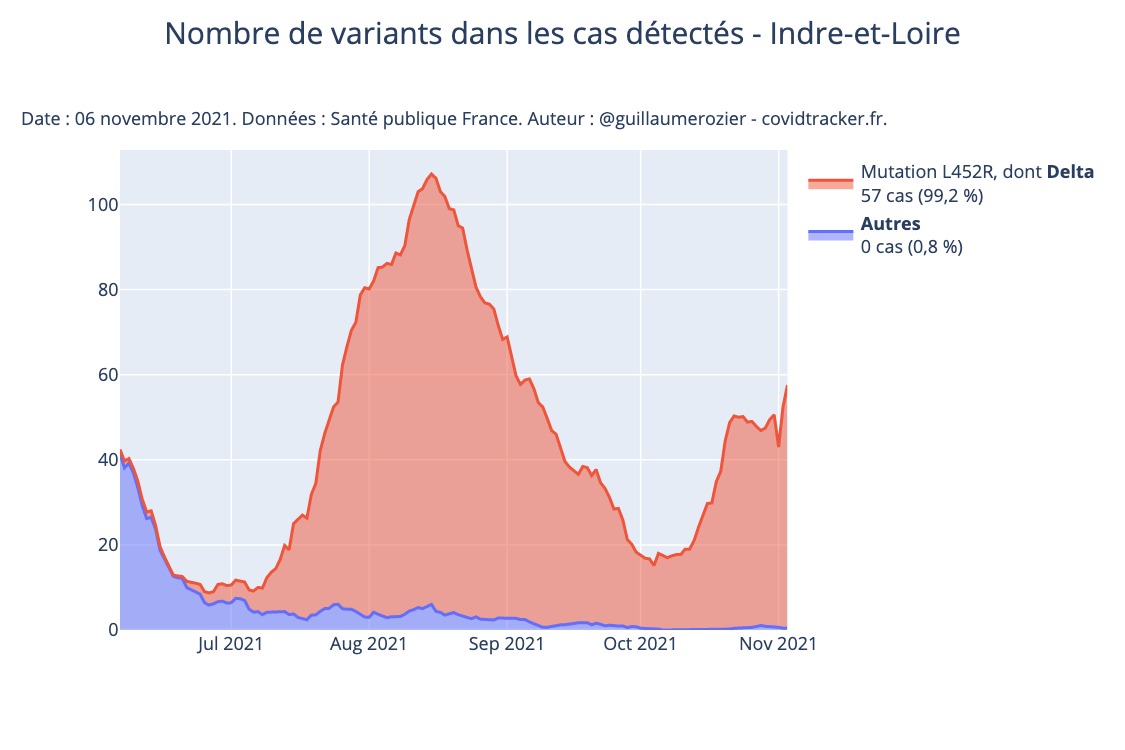 Nombre de variants dans les cas détectés - Indre-et-Loire
Date : 06 novembre 2021. Données : Santé publique France. Auteur : @guillaumerozier - covidtracker.fr.
Mutation L452R, dont Delta
57 cas (99,2 %)
Autres
0 cas (0,8 %)
100
80
60
40
20
0
Jul 2021
Aug 2021
Sep 2021
Oct 2021
Nov 2021